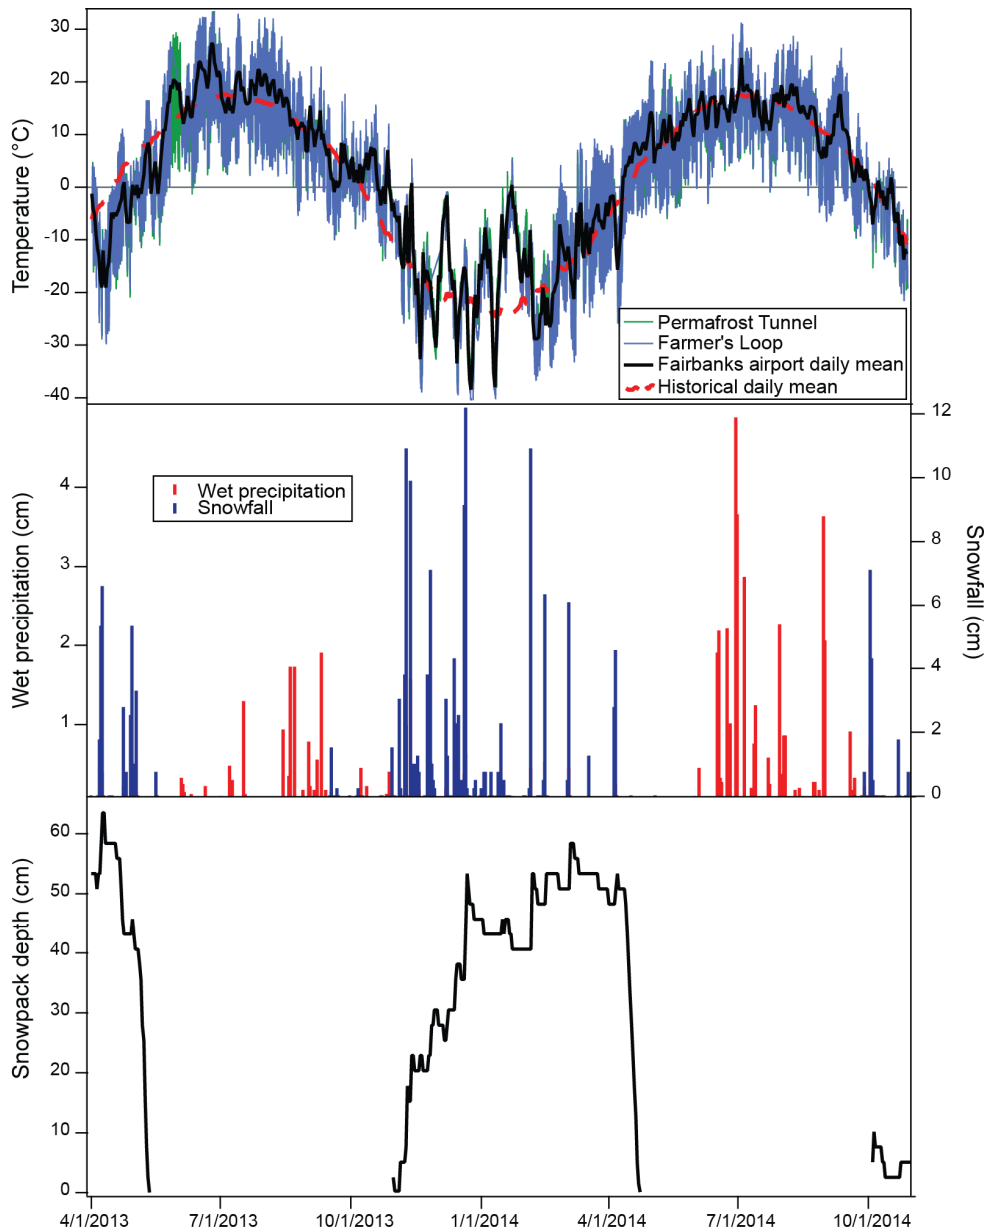 30
20
10
0
-10
-20
-30
-40
Temperature (°C)
Permafrost Tunnel
Farmer's Loop
Fairbanks airport daily mean
Historical daily mean
4
3
2
1
Wet precipitation (cm)
Wet precipitation
Snowfall
12
10
8
6
4
2
0
Snowfall (cm)
60
50
40
30
20
10
0
Snowpack depth (cm)
4/1/2013 7/1/2013 10/1/2013 1/1/2014 4/1/2014 7/1/2014 10/1/2014